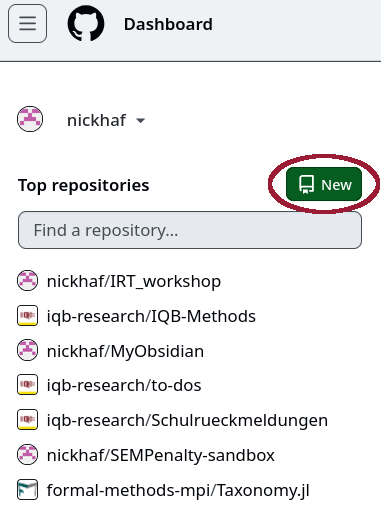 Dashboard
nickhaf
Top repositories
New
Find a repository...
nickhaf/IRT_workshop
iqb-research/IQB-Methods
nickhaf/MyObsidian
iqb-research/to-dos
iqb-research/Schulrueckmeldungen
nickhaf/SEMPenalty-sandbox
formal-methods-mpi/Taxonomy.jl